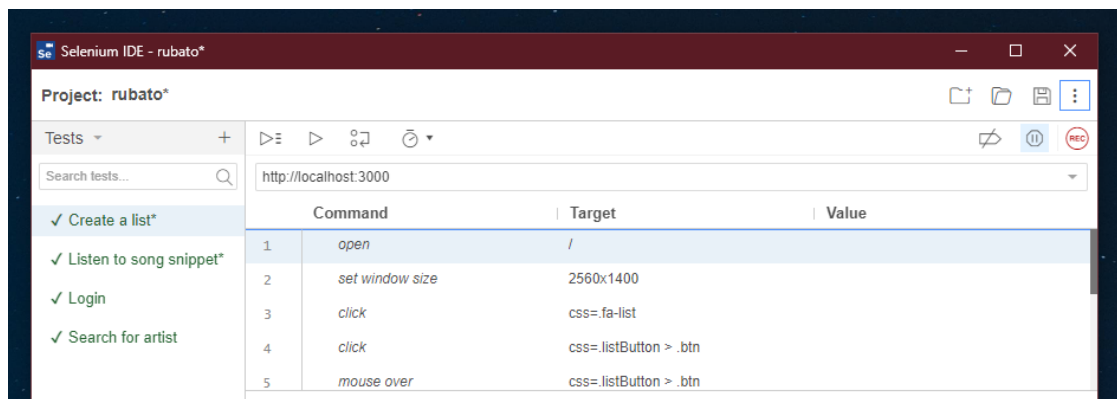 Se Selenium IDE - rubato*
Project: rubato*
Tests
REC
Search tests...
http://localhost:3000
Command Target Value
✓ Create a list*
✓ Listen to song snippet*
✓ Login
✓ Search for artist
1 open /
2 set window size 2560x1400
3 click css=.fa-list
4 click css=.listButton > .btn
5 mouse over css=.listButton > .btn